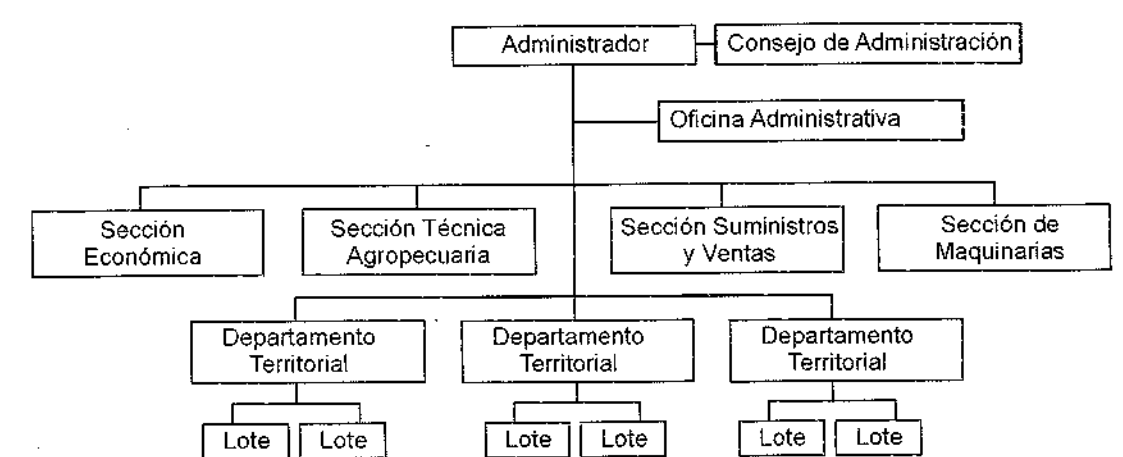 Administrador
Consejo de Administración
Oficina Administrativa
Sección
Económica
Sección Técnica
Agropecuaria
Sección Suministros
y Ventas
Sección de
Maquinarias
Departamento
Territorial
Departamento
Territorial
Departamento
Territorial
Lote
Lote
Lote
Lote
Lote
Lote